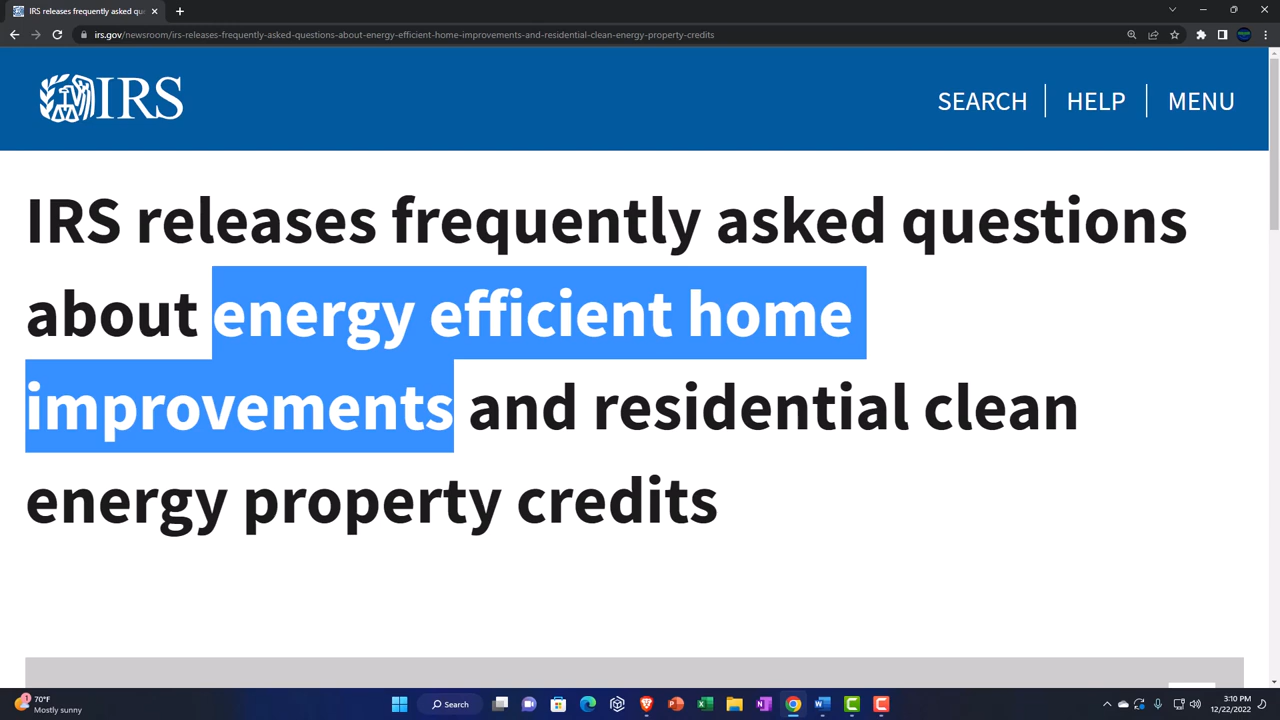 IRS releases frequently asked qu
irs.gov/newsroom/irs-releases-frequently-asked-questions-about-energy-efficient-home-improvements-and-residential-clean-energy-property-credits
IRS
SEARCH
HELP
MENU
IRS releases frequently asked questions
about energy efficient home
improvements and residential clean
energy property credits
1
70°F
Mostly sunny
Search
3:10 PM
12/22/2022